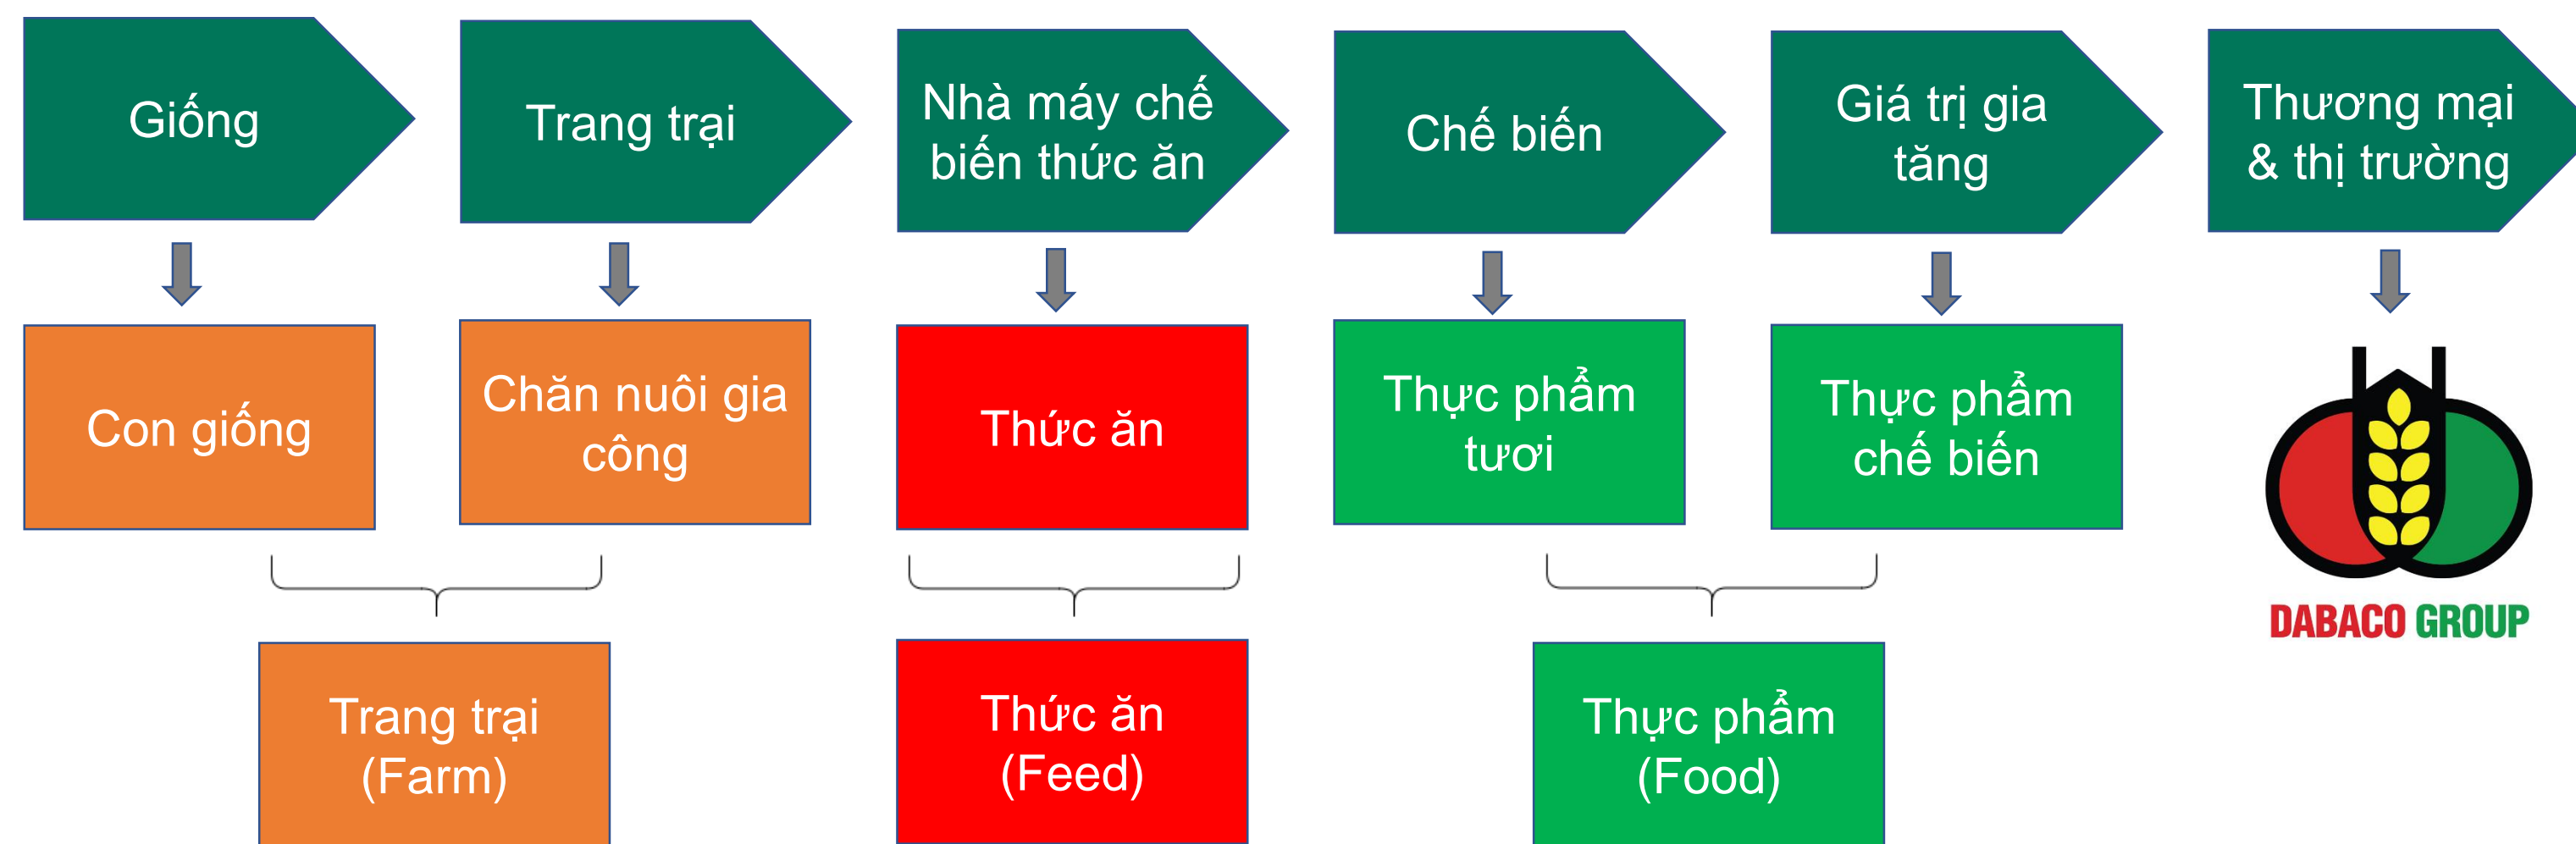 Giống
Trang trại
Nhà máy chế
biến thức ăn
Chế biến
Giá trị gia
tăng
Thương mại
& thị trường
Con giống
Chăn nuôi gia
công
Thức ăn
Thực phẩm
tươi
Thực phẩm
chế biến
DABACO GROUP
Trang trại
(Farm)
Thức ăn
(Feed)
Thực phẩm
(Food)